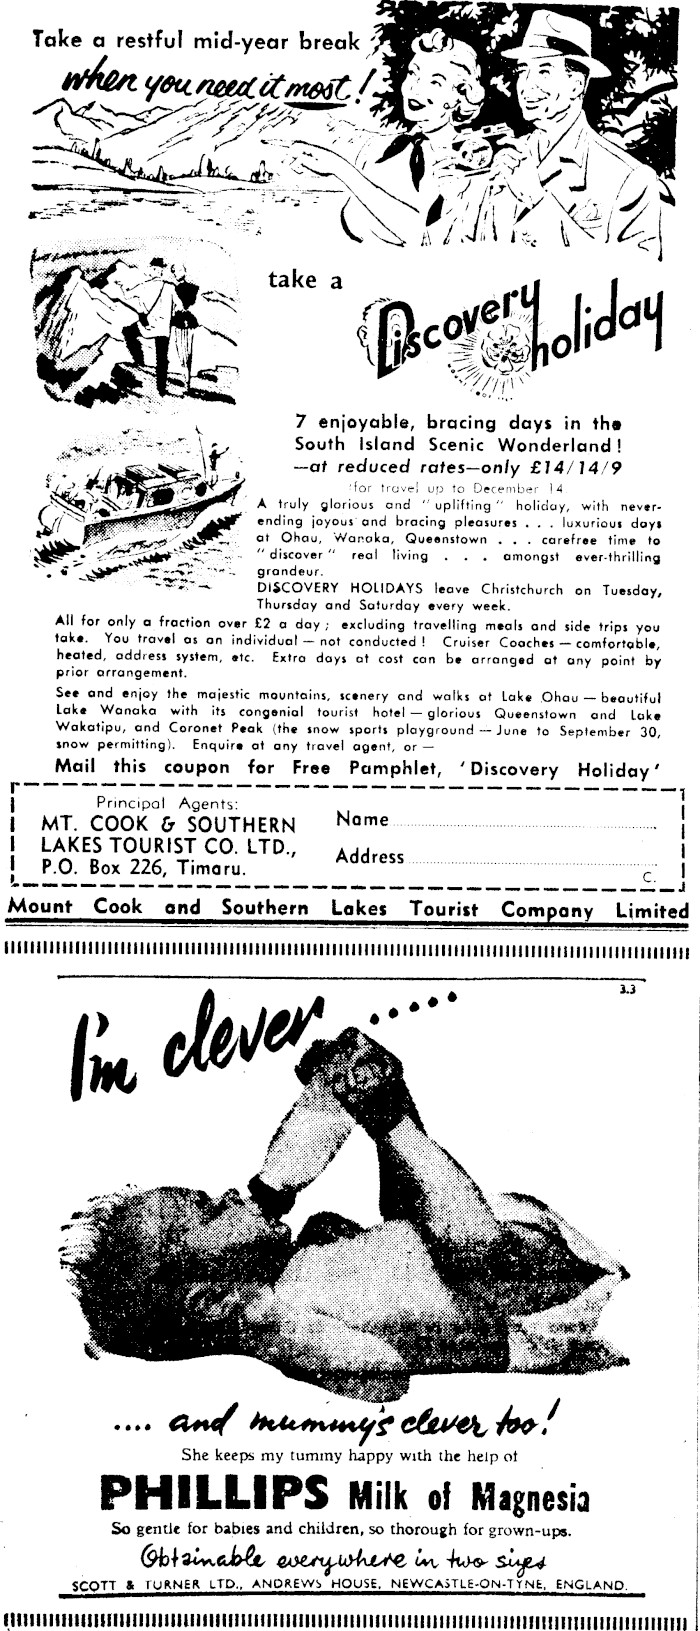 Take a restful mid-year break
when you need it most!
take a
Discovery
holiday
7 enjoyable, bracing days in the
South Island Scenic Wonderland!
—at reduced rates—only £14/14/9
for travel up to December 14
A truly glorious and "uplifting" holiday, with never-
ending joyous and bracing pleasures . . . luxurious days
at Ohau, Wanaka, Queenstown . . . carefree time to
"discover" real living . . . amongst ever-thrilling
grandeur.
DISCOVERY HOLIDAYS leave Christchurch on Tuesday,
Thursday and Saturday every week.
All for only a fraction over £2 a day; excluding travelling meals and side trips you
take. You travel as an individual — not conducted! Cruiser Coaches — comfortable,
heated, address system, etc. Extra days at cost can be arranged at any point by
prior arrangement.
See and enjoy the majestic mountains, scenery and walks at Lake Ohau — beautiful
Lake Wanaka with its congenial tourist hotel — glorious Queenstown and Lake
Wakatipu, and Coronet Peak (the snow sports playground — June to September 30,
snow permitting). Enquire at any travel agent, or —
Mail this coupon for Free Pamphlet, 'Discovery Holiday'
Principal Agents:
MT. COOK & SOUTHERN
LAKES TOURIST CO. LTD.,
P.O. Box 226, Timaru.
Name
Address
C.
Mount Cook and Southern Lakes Tourist Company Limited
3.3
I'm clever .....
.... and mummy's clever too!
She keeps my tummy happy with the help of
PHILLIPS Milk of Magnesia
So gentle for babies and children, so thorough for grown-ups.
Obtainable everywhere in two sizes
SCOTT & TURNER LTD., ANDREWS HOUSE, NEWCASTLE-ON-TYNE, ENGLAND.